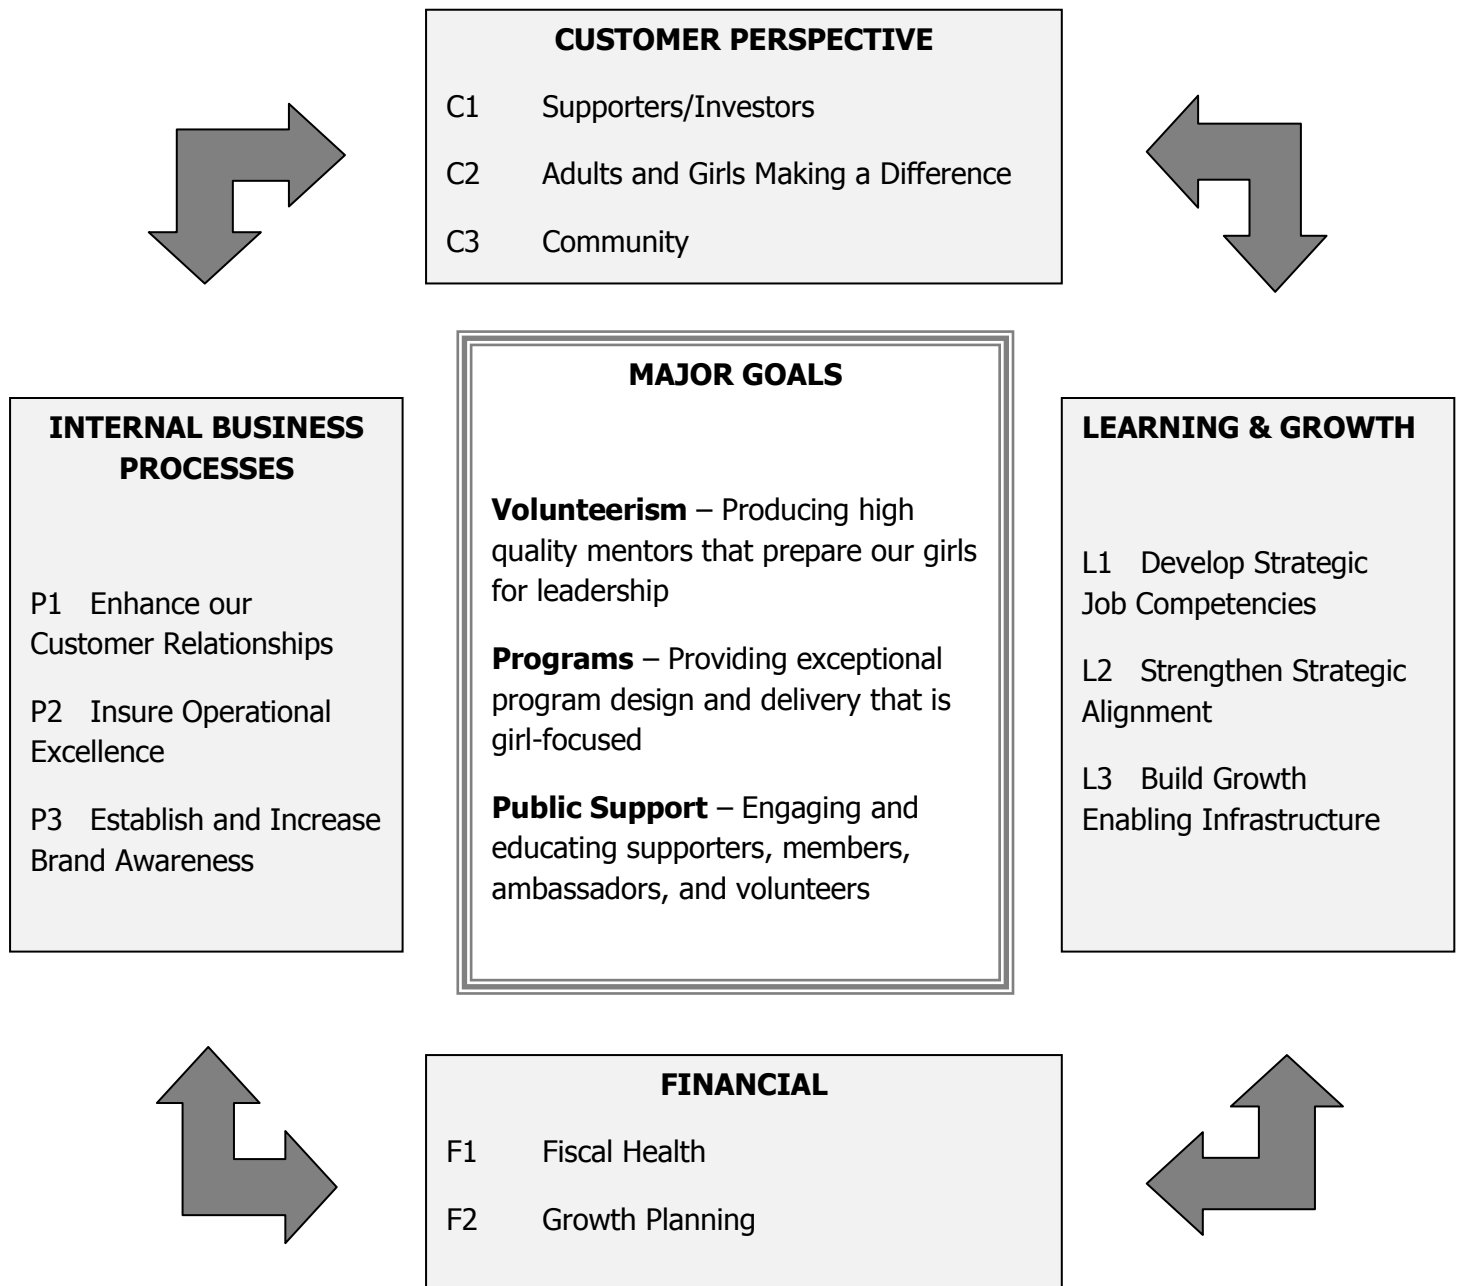 CUSTOMER PERSPECTIVE
C1 Supporters/Investors
C2 Adults and Girls Making a Difference
C3 Community
INTERNAL BUSINESS
PROCESSES
P1 Enhance our
Customer Relationships
P2 Insure Operational
Excellence
P3 Establish and Increase
Brand Awareness
MAJOR GOALS
Volunteerism – Producing high
quality mentors that prepare our girls
for leadership
Programs – Providing exceptional
program design and delivery that is
girl-focused
Public Support – Engaging and
educating supporters, members,
ambassadors, and volunteers
LEARNING & GROWTH
L1 Develop Strategic
Job Competencies
L2 Strengthen Strategic
Alignment
L3 Build Growth
Enabling Infrastructure
FINANCIAL
F1 Fiscal Health
F2 Growth Planning